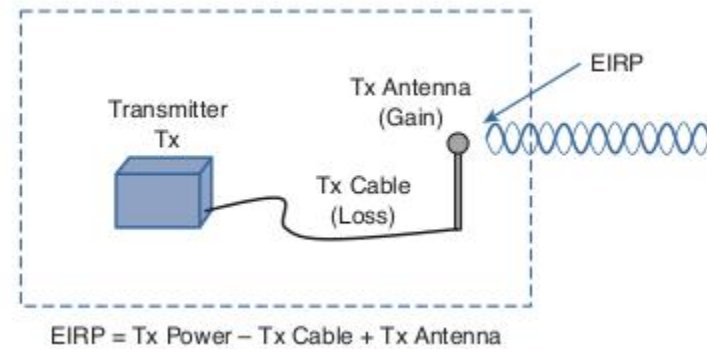 EIRP
Tx Antenna
(Gain)
Transmitter
Tx
Tx Cable
(Loss)
EIRP = Tx Power – Tx Cable + Tx Antenna